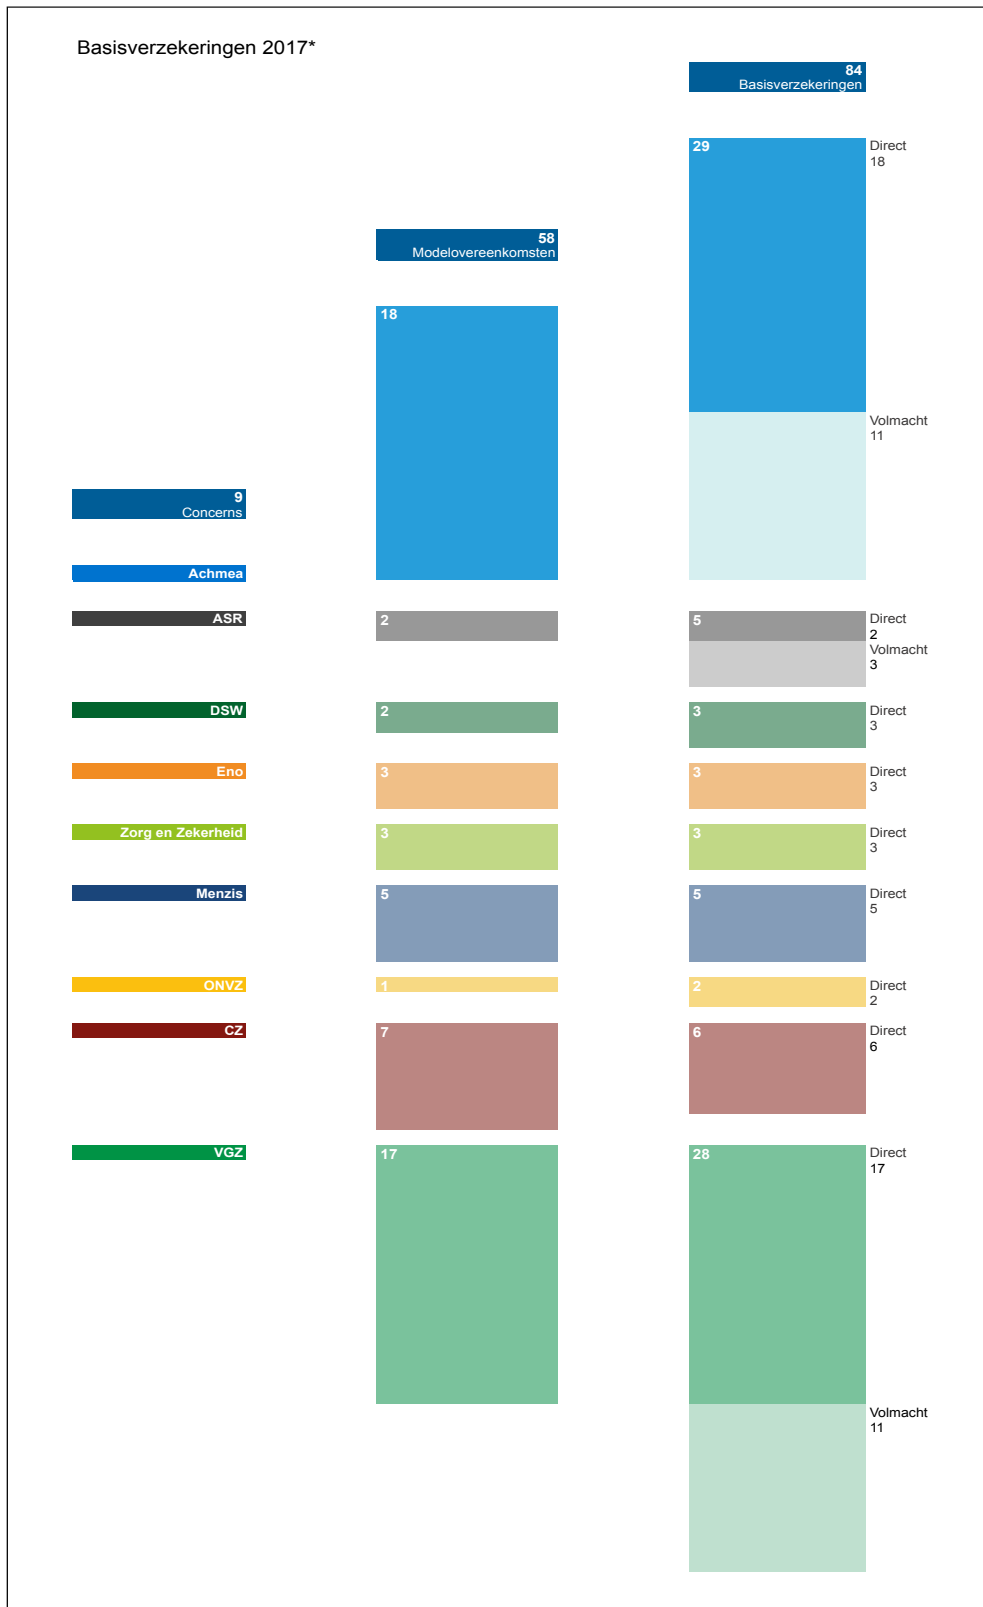 Basisverzekeringen 2017*
84
Basisverzekeringen
29
Direct
18
58
Modelovereenkomsten
18
Volmacht
11
9
Concerns
Achmea
ASR
2
5
Direct
2
Volmacht
3
DSW
2
3
Direct
3
Eno
3
3
Direct
3
Zorg en Zekerheid
3
3
Direct
3
Menzis
5
5
Direct
5
ONVZ
1
2
Direct
2
CZ
7
6
Direct
6
VGZ
17
28
Direct
17
Volmacht
11